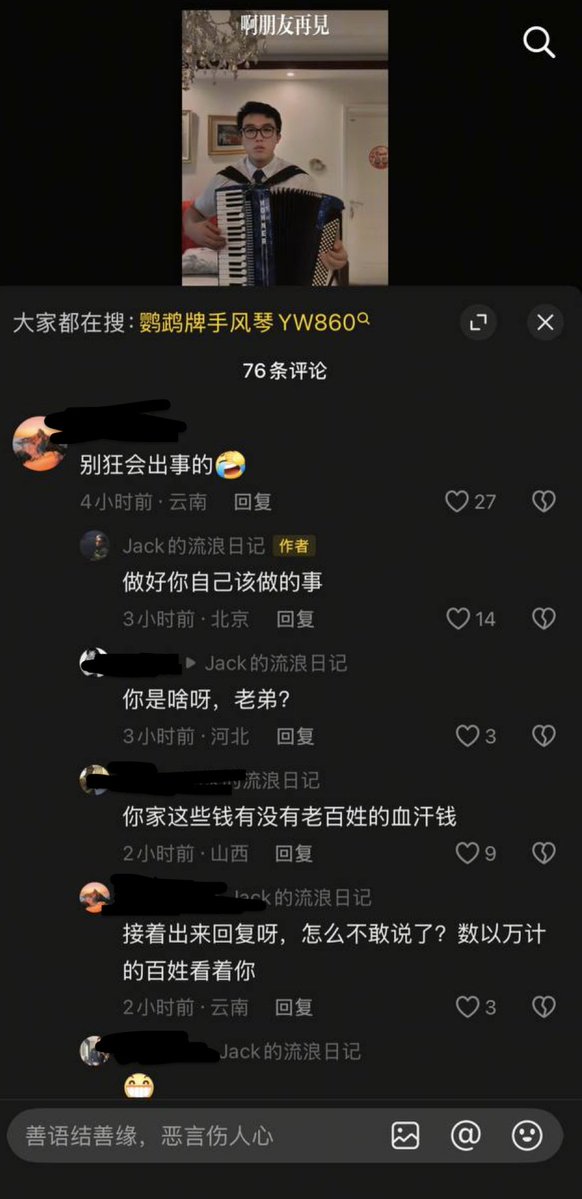 啊朋友再見
HOHNER
大家都在搜：鹦鹉牌手风琴YW860
76条评论
别狂会出事的🤣
4小时前·云南 回复
27
Jack的流浪日记 作者
做好你自己该做的事
3小时前·北京 回复
14
Jack的流浪日记
你是啥呀，老弟？
3小时前·河北 回复
3
流浪日记
你家这些钱有没有老百姓的血汗钱
2小时前·山西 回复
9
Jack的流浪日记
接着出来回复呀，怎么不敢说了？数以万计
的百姓看着你
2小时前·云南 回复
3
Jack的流浪日记
😁
善语结善缘，恶言伤人心
@